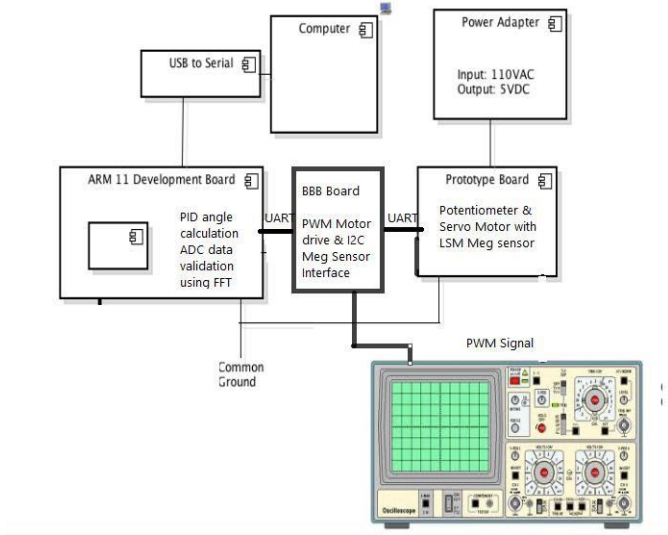 Computer
Power Adapter
Input: 110VAC
Output: 5VDC
USB to Serial
ARM 11 Development Board
PID angle
calculation
ADC data
validation
using FFT
UART
BBB Board
PWM Motor
drive & I2C
Meg Sensor
Interface
UART
Prototype Board
Potentiometer &
Servo Motor with
LSM Meg sensor
Common
Ground
PWM Signal
Oscilloscope